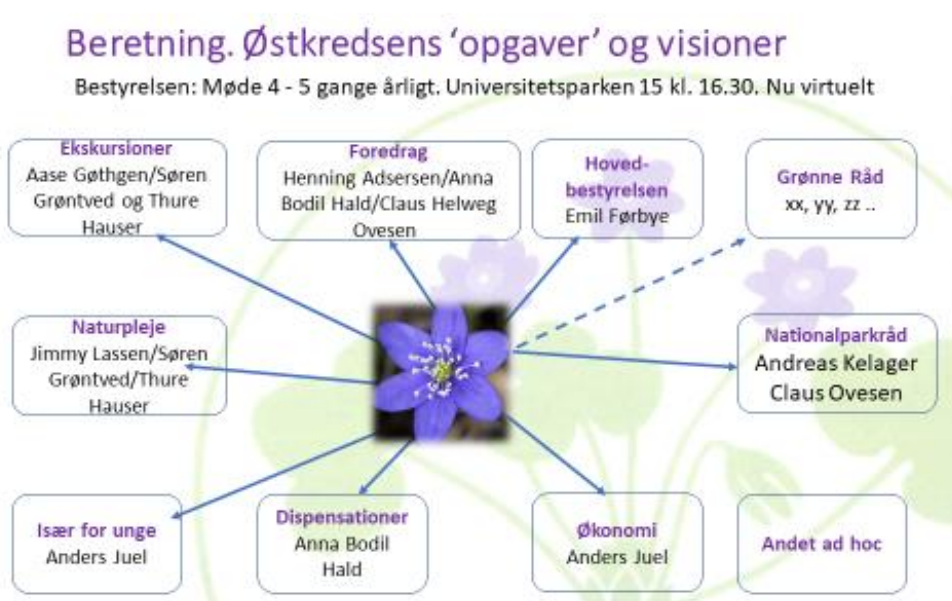 Beretning. Østkredsens ‘opgaver’ og visioner
Bestyrelsen: Møde 4 - 5 gange årligt. Universitetsparken 15 kl. 16.30. Nu virtuelt
Ekskursioner
Aase Gøthgen/Søren
Grøntved og Thure
Hauser
Foredrag
Henning Adsersen/Anna
Bodil Hald/Claus Helweg
Ovesen
Hoved-
bestyrelsen
Emil Førbye
Grønne Råd
xx, yy, zz ..
Naturpleje
Jimmy Lassen/Søren
Grøntved/Thure
Hauser
Nationalparkråd
Andreas Kelager
Claus Ovesen
Især for unge
Anders Juel
Dispensationer
Anna Bodil
Hald
Økonomi
Anders Juel
Andet ad hoc